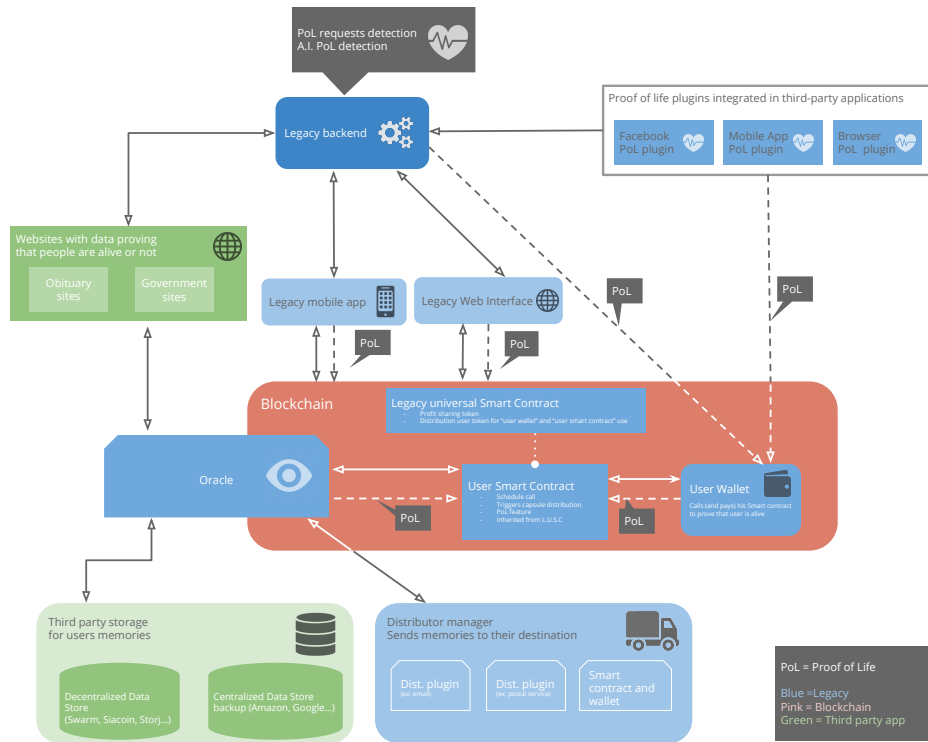 PoL requests detection
A.I. PoL detection
Legacy backend
Proof of life plugins integrated in third-party applications
Facebook
PoL plugin
Mobile App
PoL plugin
Browser
PoL plugin
Websites with data proving
that people are alive or not
Obituary
sites
Government
sites
Legacy mobile app
Legacy Web Interface
PoL
PoL
PoL
PoL
Blockchain
Legacy universal Smart Contract
- Profit sharing token
- Distribution user token for "user wallet" and "user smart contract" use
Oracle
User Smart Contract
- Schedule call
- Triggers capsule distribution
- PoL feature
- Inherited from L.U.S.C
User Wallet
Calls (and pays) his Smart contract
to prove that user is alive
PoL
PoL
Third party storage
for users memories
Decentralized Data
Store
(Swarm, Siacoin, Storj...)
Centralized Data Store
backup (Amazon, Google...)
Distributor manager
Sends memories to their destination
Dist. plugin
(ex: email)
Dist. plugin
(ex: postal service)
Smart
contract and
wallet
PoL = Proof of Life
Blue =Legacy
Pink = Blockchain
Green = Third party app